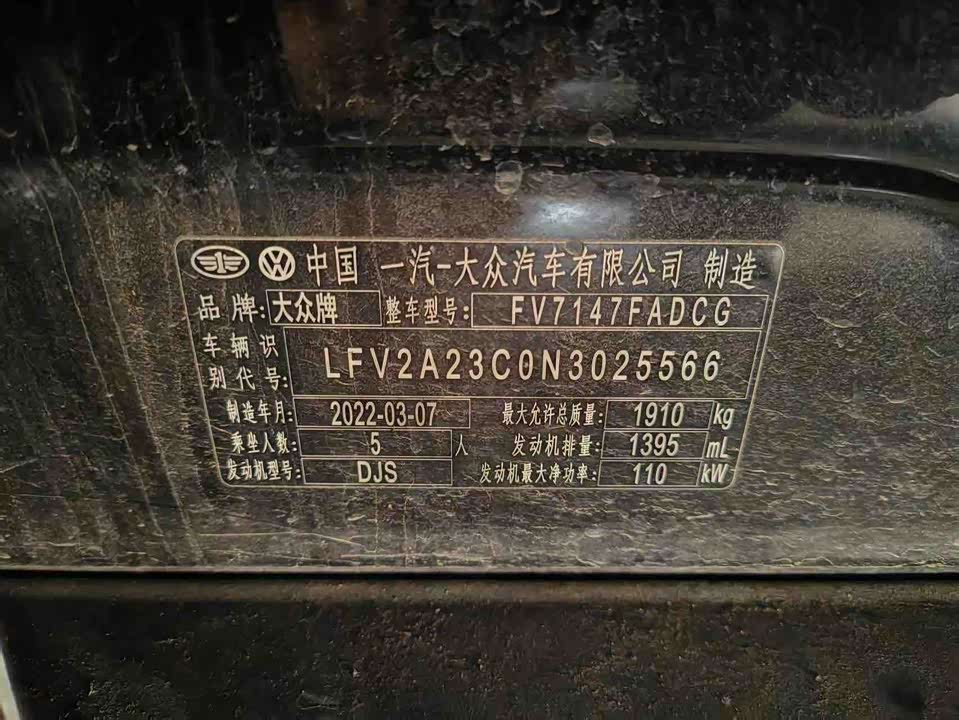 中国 一汽-大众汽车有限公司 制造
品牌: 大众牌 整车型号: FV7147FADCG
车辆识别代号: LFV2A23C0N3025566
制造年月: 2022-03-07 最大允许总质量: 1910 kg
乘坐人数: 5 人 发动机排量: 1395 mL
发动机型号: DJS 发动机最大净功率: 110 kW